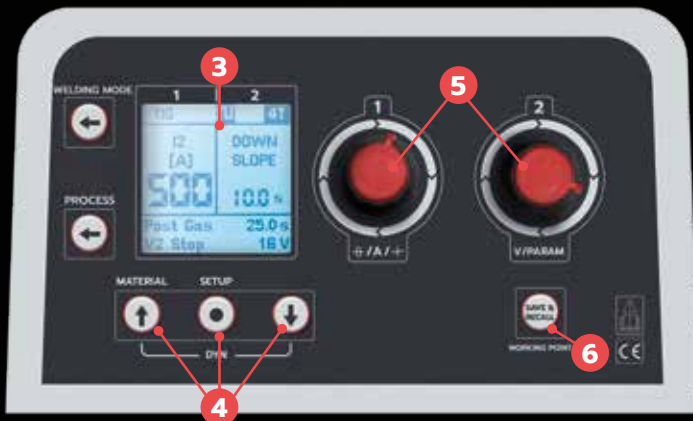 3
1 2
WELDING MODE
TIG 4T
I2 DOWN
[A] SLOPE
500 10.0 s
Post Gas 25.0 s
V2 Stop 16 V
PROCESS
MATERIAL SETUP
DYN
4
5
1
⊟/A/-|-
2
V/PARAM
SAVE &
RECALL
WORKING POINT
6
CE